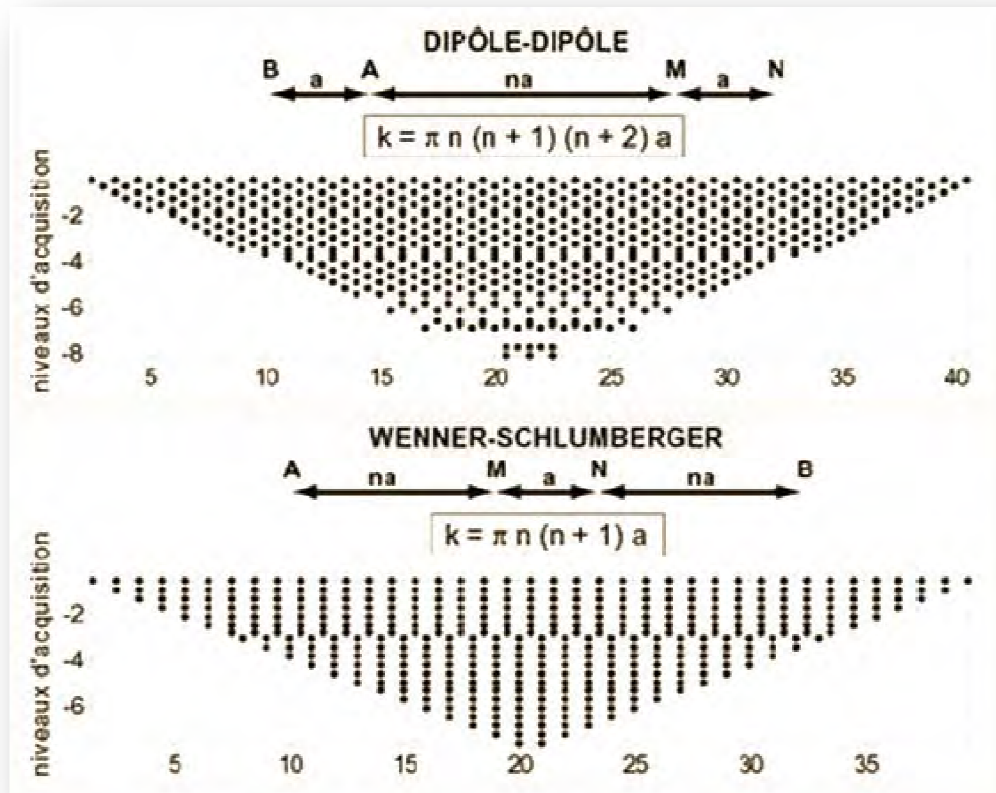 DIPÔLE-DIPÔLE
B a A na M a N
k = π n (n + 1) (n + 2) a
niveaux d'acquisition
-2
-4
-6
-8
5 10 15 20 25 30 35 40
WENNER-SCHLUMBERGER
A na M a N na B
k = π n (n + 1) a
niveaux d'acquisition
-2
-4
-6
5 10 15 20 25 30 35